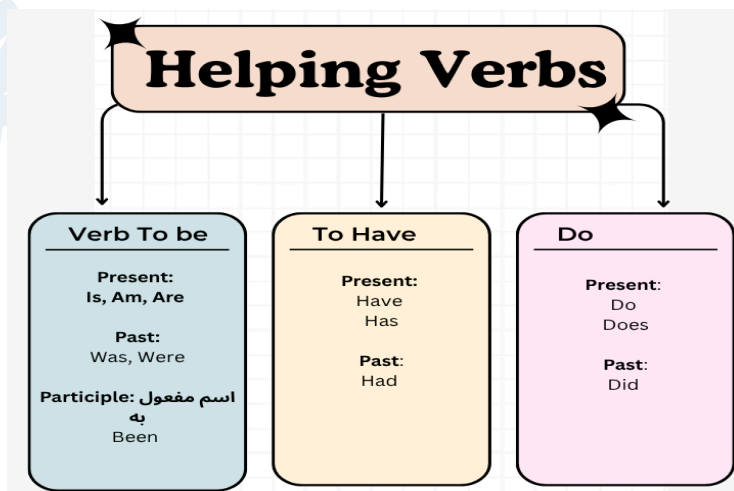 Helping Verbs
Verb To be
Present:
Is, Am, Are
Past:
Was, Were
Participle: اسم مفعول
به
Been
To Have
Present:
Have
Has
Past:
Had
Do
Present:
Do
Does
Past:
Did